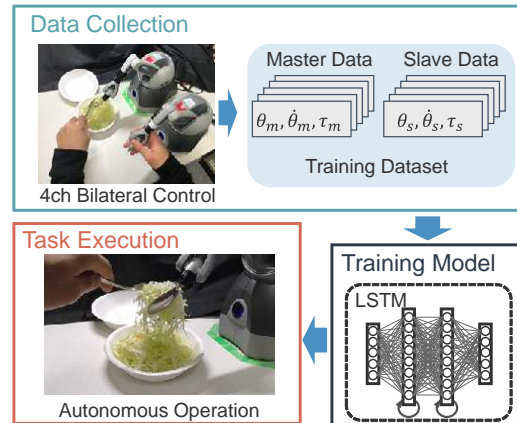 Data Collection
Master Data
Slave Data
θm, θ̇m, τm
θs, θ̇s, τs
Training Dataset
4ch Bilateral Control
Task Execution
Autonomous Operation
Training Model
LSTM